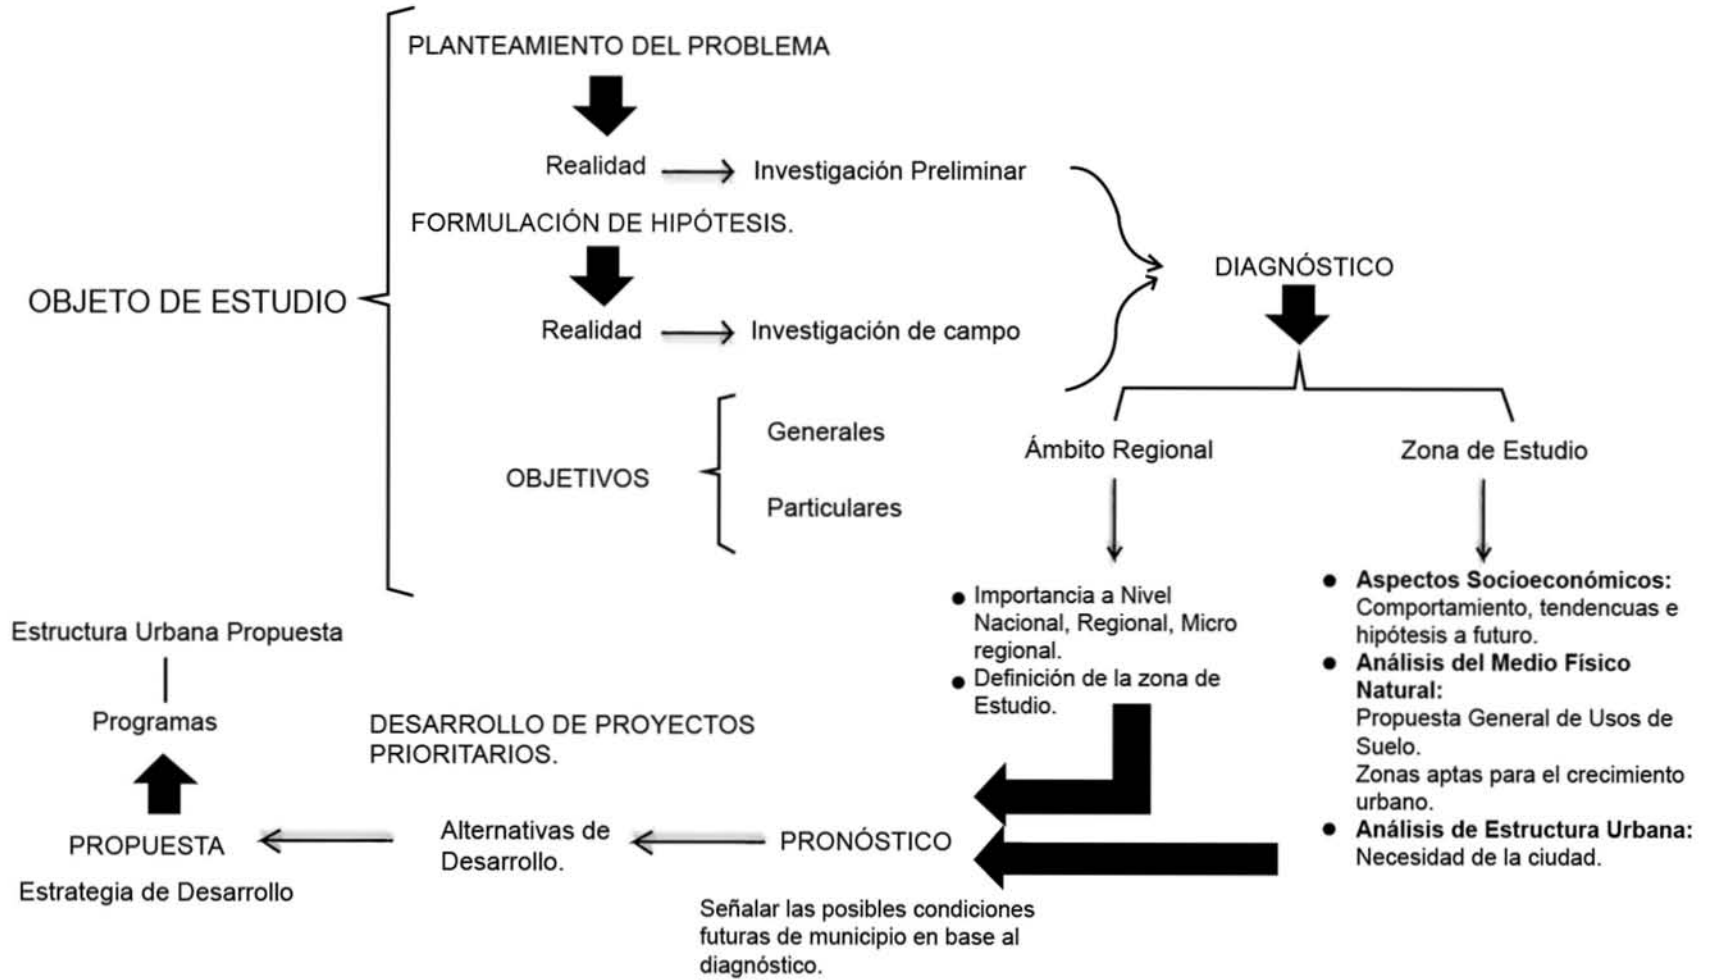 PLANTEAMIENTO DEL PROBLEMA
Realidad
Investigación Preliminar
FORMULACIÓN DE HIPÓTESIS.
OBJETO DE ESTUDIO
Realidad
Investigación de campo
OBJETIVOS
Generales
Particulares
DIAGNÓSTICO
Ámbito Regional
Zona de Estudio
● Importancia a Nivel
Nacional, Regional, Micro
regional.
● Definición de la zona de
Estudio.
● Aspectos Socioeconómicos:
Comportamiento, tendencuas e
hipótesis a futuro.
● Análisis del Medio Físico
Natural:
Propuesta General de Usos de
Suelo.
Zonas aptas para el crecimiento
urbano.
● Análisis de Estructura Urbana:
Necesidad de la ciudad.
PRONÓSTICO
Señalar las posibles condiciones
futuras de municipio en base al
diagnóstico.
Alternativas de
Desarrollo.
DESARROLLO DE PROYECTOS
PRIORITARIOS.
PROPUESTA
Estrategia de Desarrollo
Programas
Estructura Urbana Propuesta